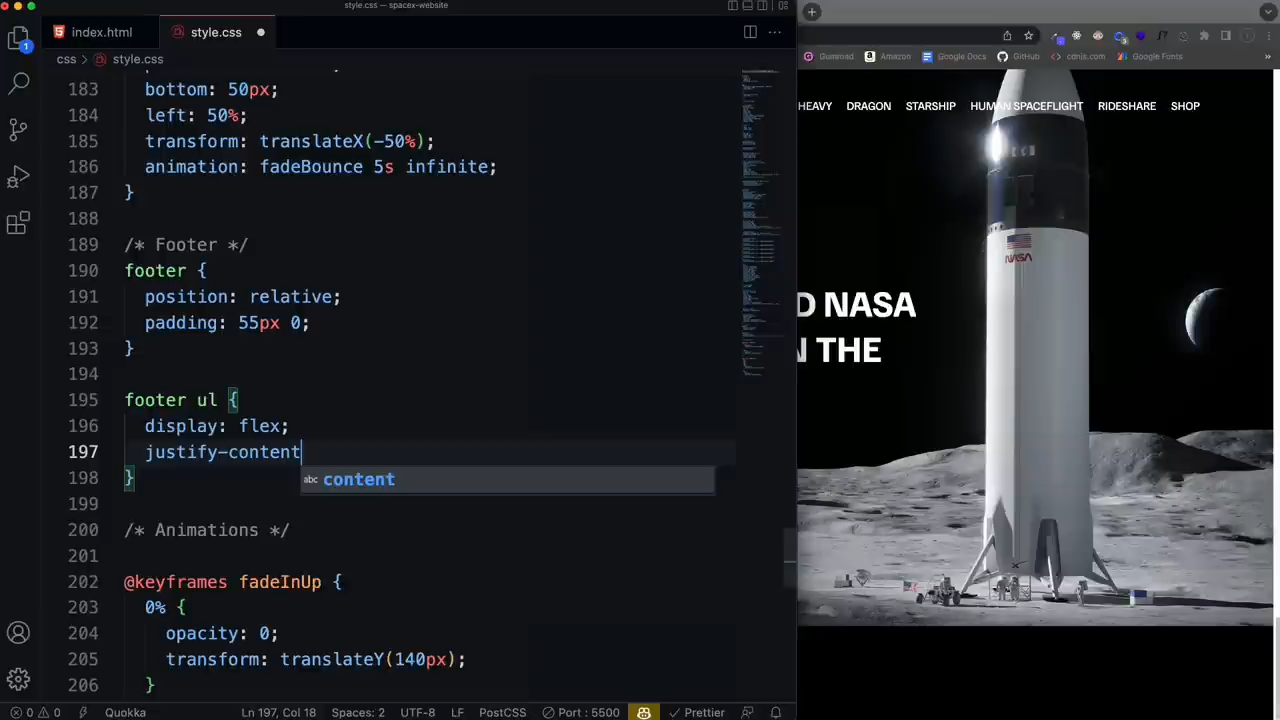 style.css — spacex-website
index.html
style.css
css > style.css
183 bottom: 50px;
184 left: 50%;
185 transform: translateX(-50%);
186 animation: fadeBounce 5s infinite;
187 }
188
189 /* Footer */
190 footer {
191 position: relative;
192 padding: 55px 0;
193 }
194
195 footer ul {
196 display: flex;
197 justify-content
abc content
198 }
199
200 /* Animations */
201
202 @keyframes fadeInUp {
203 0% {
204 opacity: 0;
205 transform: translateY(140px);
206 }
1
0 0 Quokka Ln 197, Col 18 Spaces: 2 UTF-8 LF PostCSS Port : 5500 Prettier
Gumroad Amazon Google Docs GitHub cdnjs.com Google Fonts »
HEAVY DRAGON STARSHIP HUMAN SPACEFLIGHT RIDESHARE SHOP
NASA
D NASA
N THE